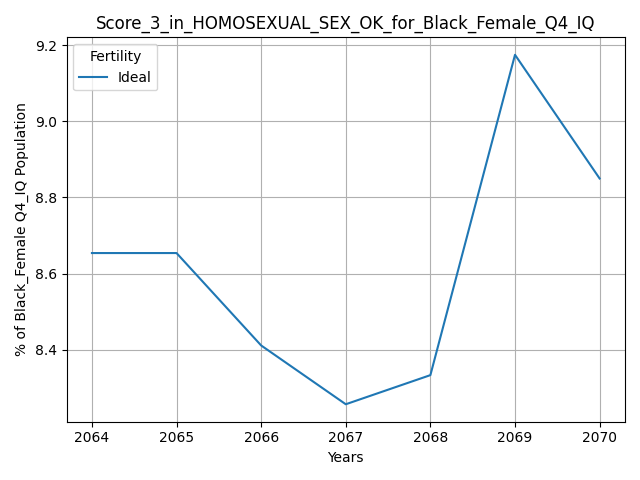 Score_3_in_HOMOSEXUAL_SEX_OK_for_Black_Female_Q4_IQ
Fertility
Ideal
% of Black_Female Q4_IQ Population
9.2
9.0
8.8
8.6
8.4
2064 2065 2066 2067 2068 2069 2070
Years